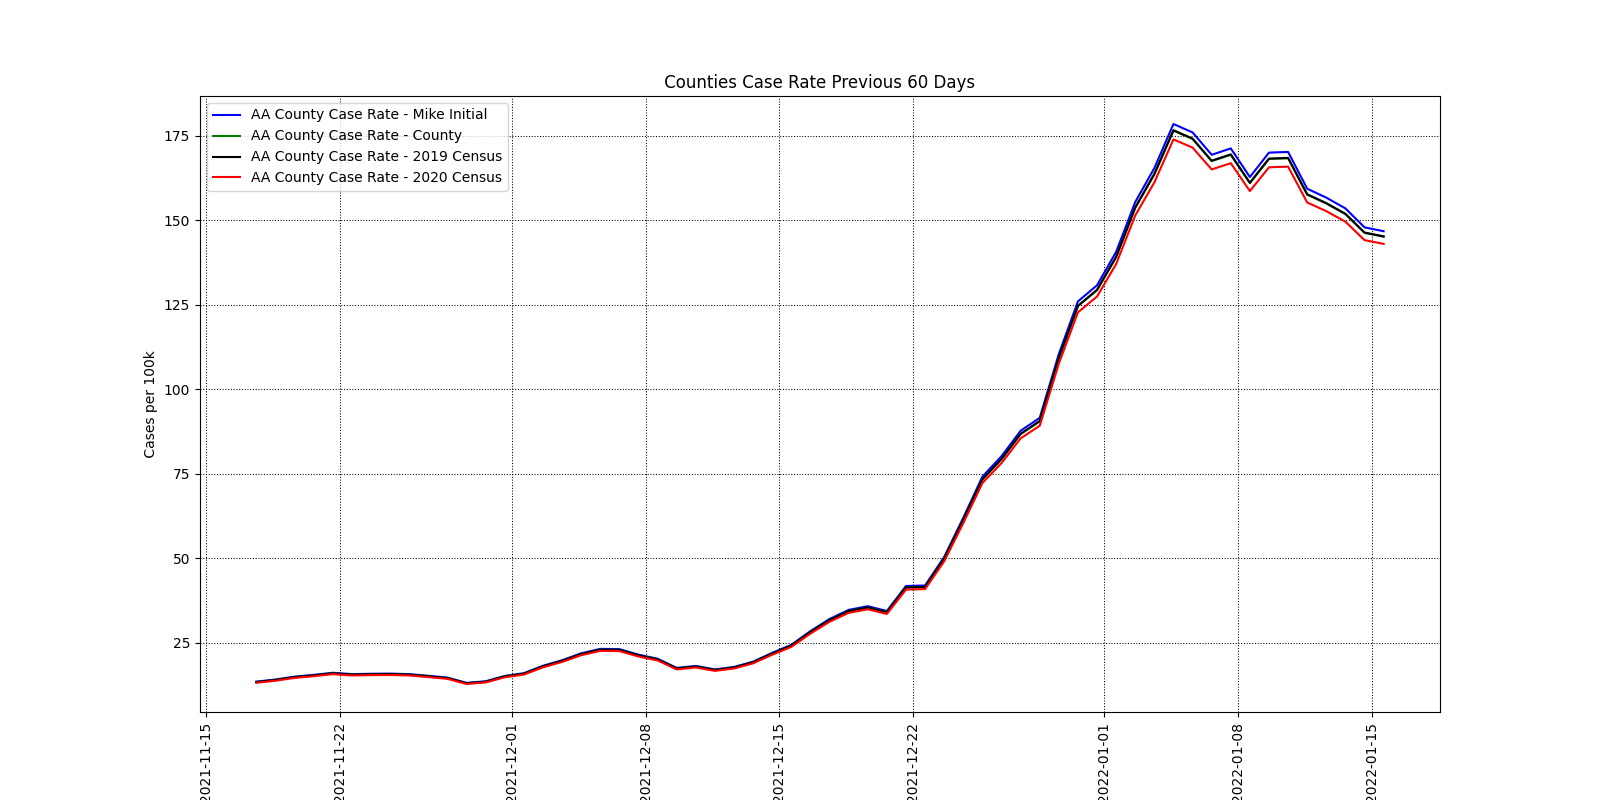 Counties Case Rate Previous 60 Days
AA County Case Rate - Mike Initial
AA County Case Rate - County
AA County Case Rate - 2019 Census
AA County Case Rate - 2020 Census
Cases per 100k
175
150
125
100
75
50
25
2021-11-15
2021-11-22
2021-12-01
2021-12-08
2021-12-15
2021-12-22
2022-01-01
2022-01-08
2022-01-15